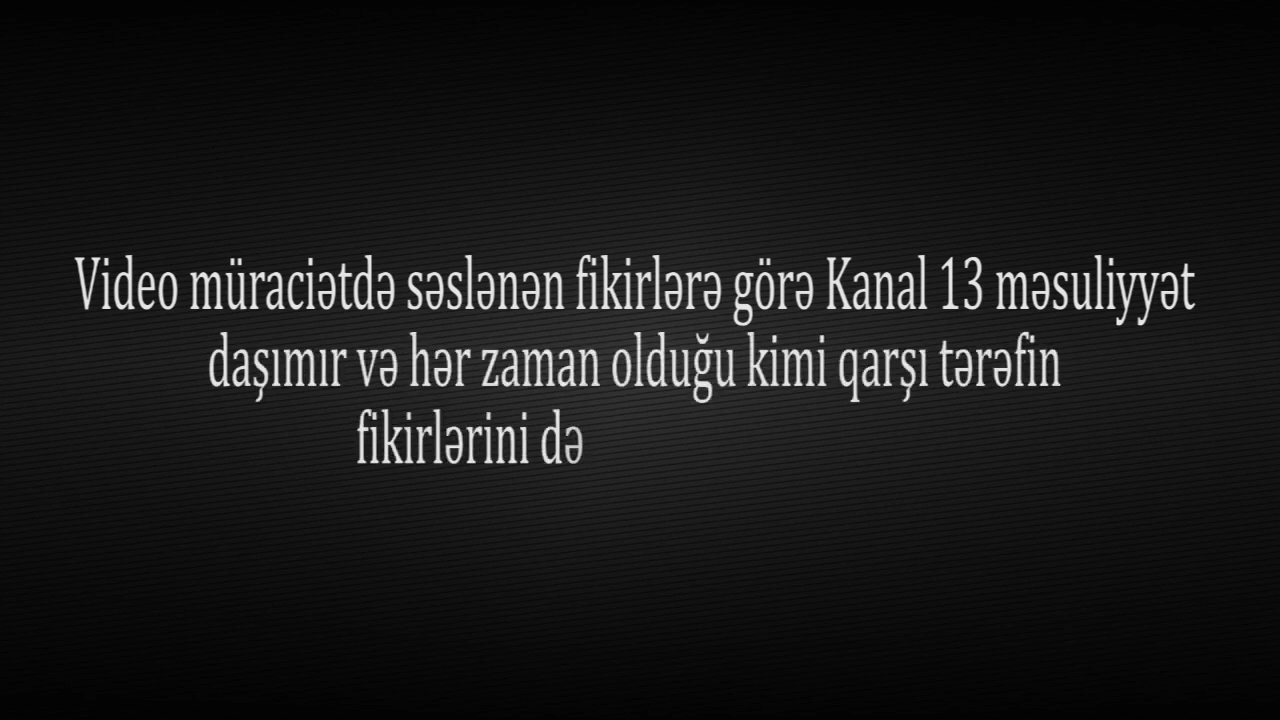 Video müraciətdə səslənən fikirlərə görə Kanal 13 məsuliyyət
daşımır və hər zaman olduğu kimi qarşı tərəfin
fikirlərini də